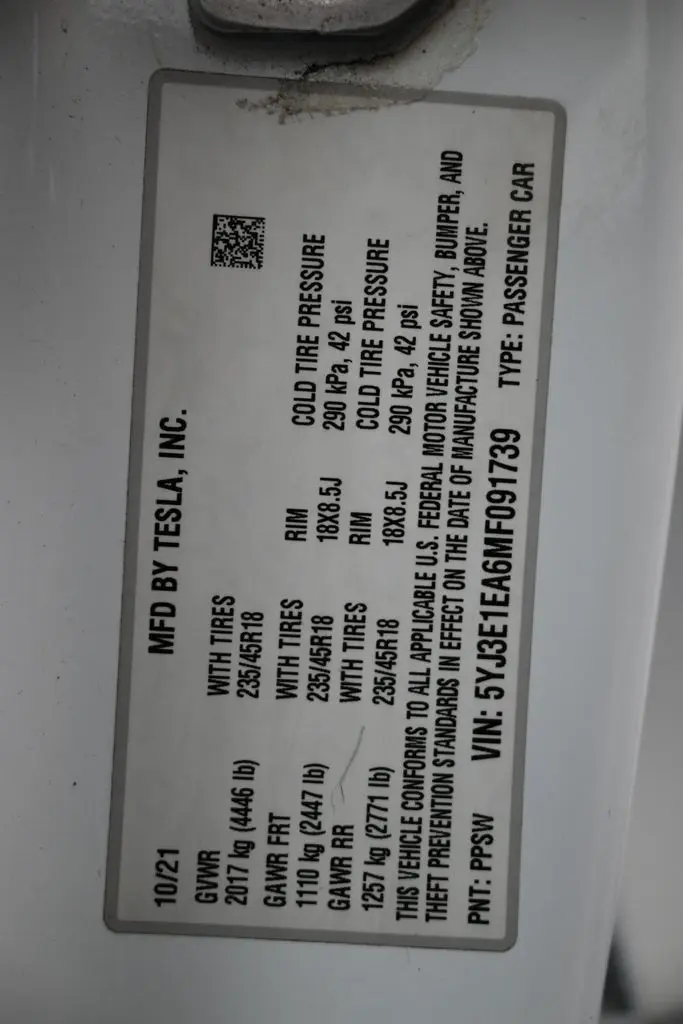 10/21 MFD BY TESLA, INC.
GVWR WITH TIRES
2017 kg (4446 lb) 235/45R18
GAWR FRT WITH TIRES RIM COLD TIRE PRESSURE
1110 kg (2447 lb) 235/45R18 18X8.5J 290 kPa, 42 psi
GAWR RR WITH TIRES RIM COLD TIRE PRESSURE
1257 kg (2771 lb) 235/45R18 18X8.5J 290 kPa, 42 psi
THIS VEHICLE CONFORMS TO ALL APPLICABLE U.S. FEDERAL MOTOR VEHICLE SAFETY, BUMPER, AND
THEFT PREVENTION STANDARDS IN EFFECT ON THE DATE OF MANUFACTURE SHOWN ABOVE.
PNT: PPSW VIN: 5YJ3E1EA6MF091739 TYPE: PASSENGER CAR